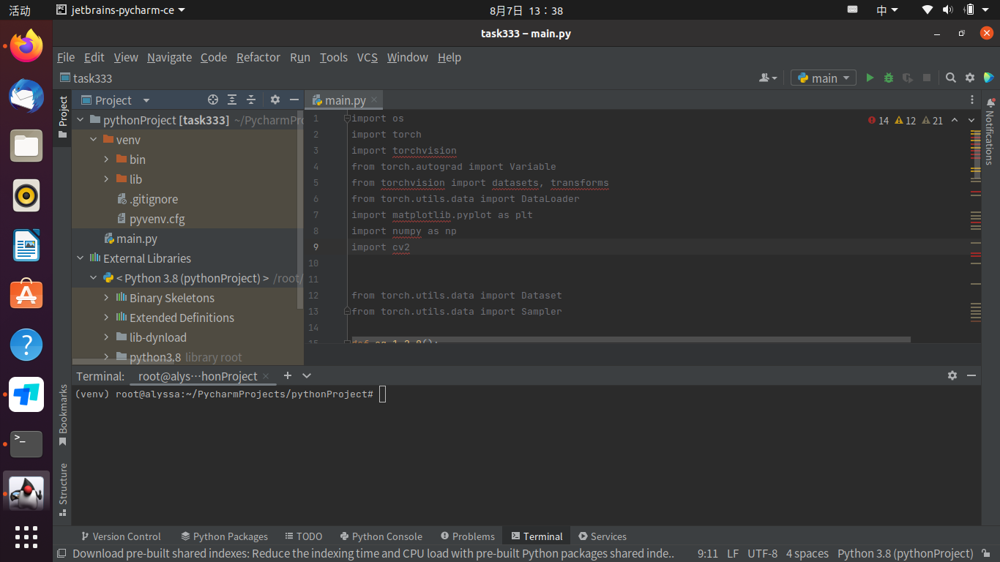 活动 jetbrains-pycharm-ce 8月7日 13：38 中
task333 – main.py
File Edit View Navigate Code Refactor Run Tools VCS Window Help
task333 main
Project main.py
Project
pythonProject [task333] ~/PycharmPro
venv
bin
lib
.gitignore
pyvenv.cfg
main.py
External Libraries
< Python 3.8 (pythonProject) > /root/
Binary Skeletons
Extended Definitions
lib-dynload
python3.8 library root
14 12 21
1 import os
2 import torch
3 import torchvision
4 from torch.autograd import Variable
5 from torchvision import datasets, transforms
6 from torch.utils.data import DataLoader
7 import matplotlib.pyplot as plt
8 import numpy as np
9 import cv2
10
11
12 from torch.utils.data import Dataset
13 from torch.utils.data import Sampler
14
15
Notifications
Bookmarks
Structure
Terminal: root@alys···honProject
(venv) root@alyssa:~/PycharmProjects/pythonProject#
Version Control Python Packages TODO Python Console Problems Terminal Services
Download pre-built shared indexes: Reduce the indexing time and CPU load with pre-built Python packages shared inde.. 9:11 LF UTF-8 4 spaces Python 3.8 (pythonProject)